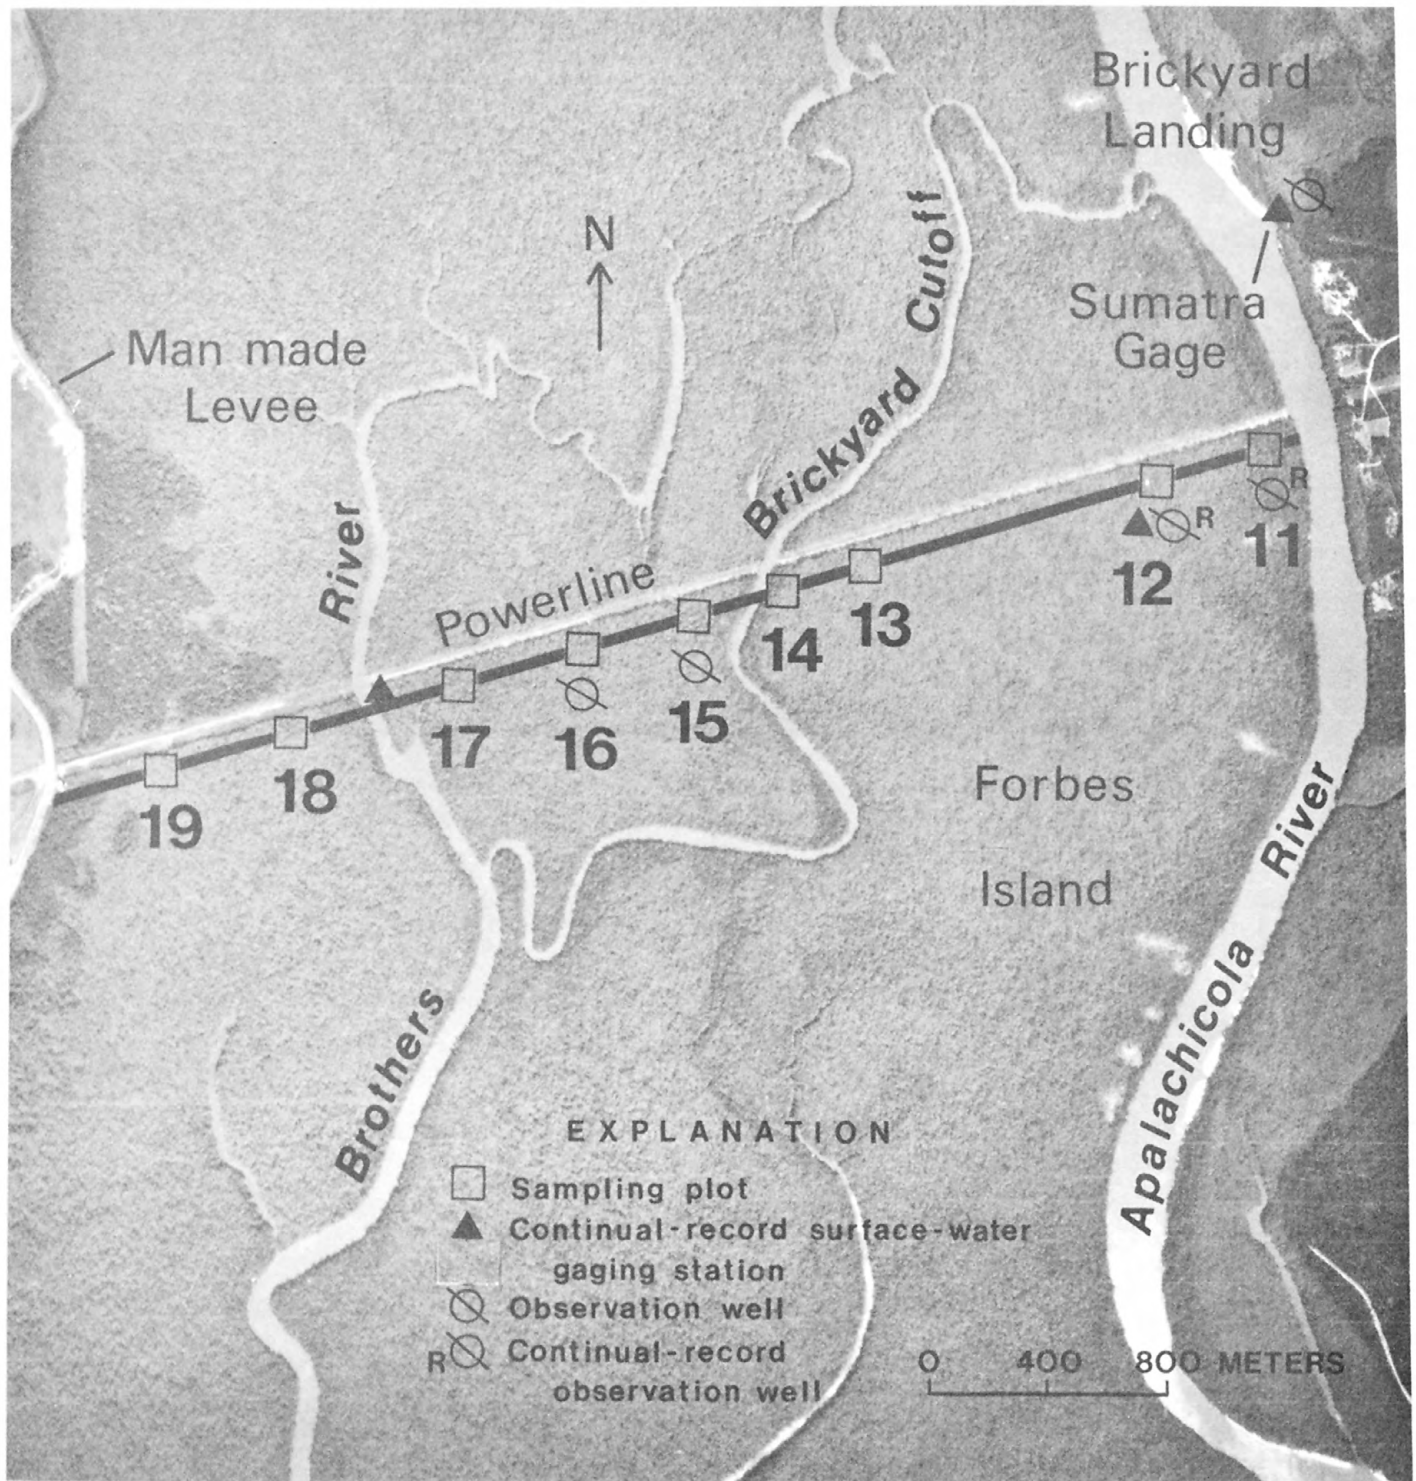 Brickyard
Landing
N
Cutoff
Sumatra
Gage
Man made
Levee
Brickyard
River
Powerline
R
11
R
12
13
14
15
16
17
18
19
Forbes
Island
River
Apalachicola
Brothers
EXPLANATION
Sampling plot
Continual-record surface-water
gaging station
Observation well
R Continual-record
observation well
0 400 800 METERS